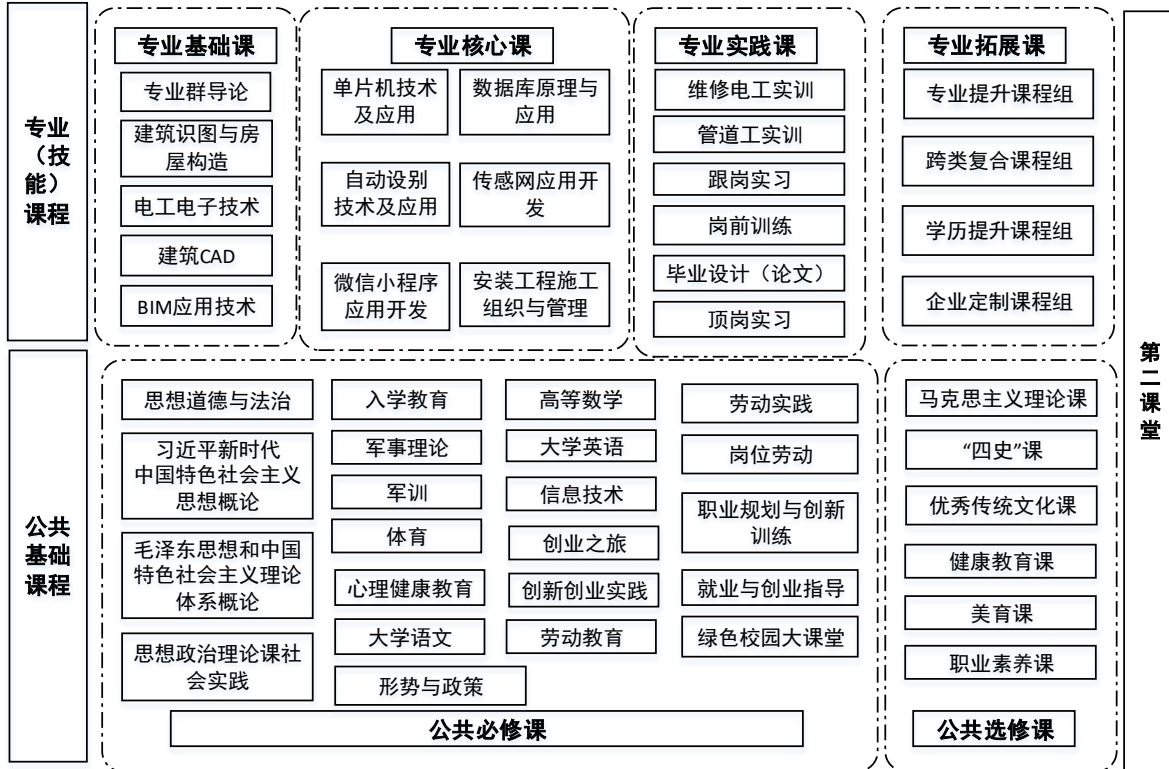 专业
（技
能）
课程
专业基础课
专业群导论
建筑识图与房
屋构造
电工电子技术
建筑CAD
BIM应用技术
专业核心课
单片机技术
及应用
数据库原理与
应用
自动设别
技术及应用
传感网应用开
发
微信小程序
应用开发
安装工程施工
组织与管理
专业实践课
维修电工实训
管道工实训
跟岗实习
岗前训练
毕业设计（论文）
顶岗实习
专业拓展课
专业提升课程组
跨类复合课程组
学历提升课程组
企业定制课程组
公共
基础
课程
思想道德与法治
习近平新时代
中国特色社会主义
思想概论
毛泽东思想和中国
特色社会主义理论
体系概论
思想政治理论课社
会实践
入学教育
军事理论
军训
体育
心理健康教育
大学语文
形势与政策
高等数学
大学英语
信息技术
创业之旅
创新创业实践
劳动教育
劳动实践
岗位劳动
职业规划与创新
训练
就业与创业指导
绿色校园大课堂
公共必修课
马克思主义理论课
“四史”课
优秀传统文化课
健康教育课
美育课
职业素养课
公共选修课
第
二
课
堂